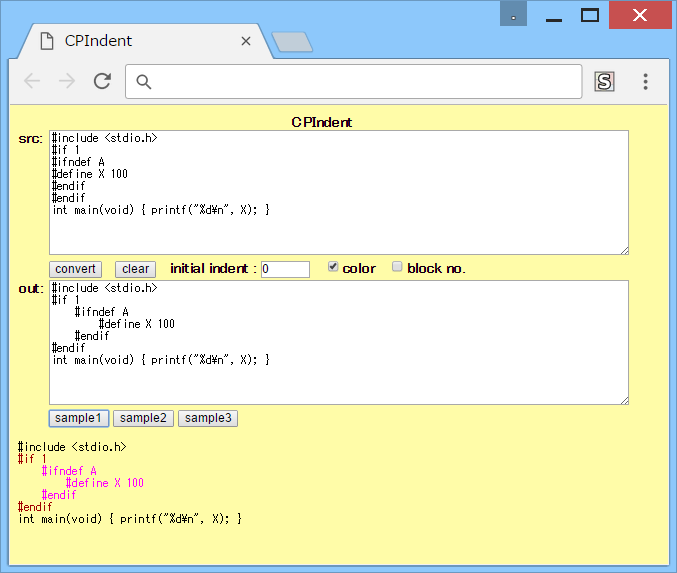 CPIndent
CPIndent
src:
#include <stdio.h>
#if 1
#ifndef A
#define X 100
#endif
#endif
int main(void) { printf("%d¥n", X); }
convert clear initial indent : 0 color block no.
out:
#include <stdio.h>
#if 1
    #ifndef A
        #define X 100
    #endif
#endif
int main(void) { printf("%d¥n", X); }
sample1 sample2 sample3
#include <stdio.h>
#if 1
    #ifndef A
        #define X 100
    #endif
#endif
int main(void) { printf("%d¥n", X); }